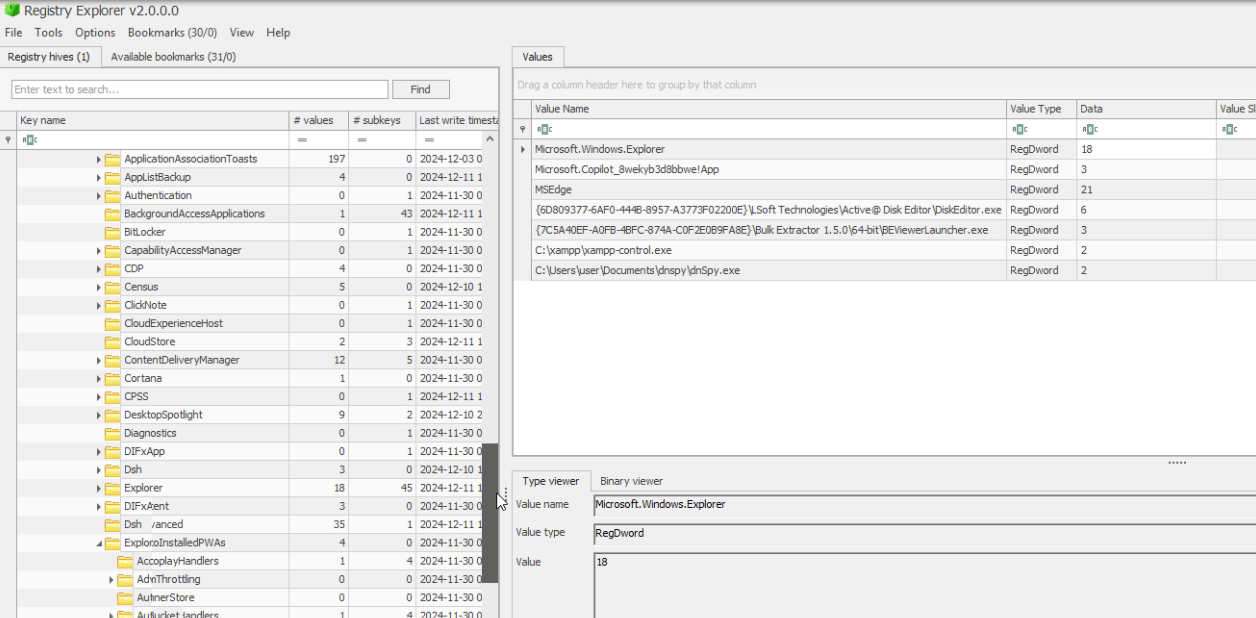 Registry Explorer v2.0.0.0
File Tools Options Bookmarks (30/0) View Help
Registry hives (1) Available bookmarks (31/0)
Enter text to search... Find
Key name # values # subkeys Last write timesta
= = =
ApplicationAssociationToasts 197 0 2024-12-03 0
AppListBackup 4 0 2024-12-11 1
Authentication 0 1 2024-11-30 0
BackgroundAccessApplications 1 43 2024-12-11 1
BitLocker 0 1 2024-11-30 0
CapabilityAccessManager 0 1 2024-11-30 0
CDP 4 0 2024-11-30 0
Census 5 0 2024-12-10 1
ClickNote 0 1 2024-11-30 0
CloudExperienceHost 0 1 2024-11-30 0
CloudStore 2 3 2024-12-11 1
ContentDeliveryManager 12 5 2024-11-30 0
Cortana 1 0 2024-11-30 0
CPSS 0 1 2024-12-11 1
DesktopSpotlight 9 2 2024-12-10 2
Diagnostics 0 1 2024-11-30 0
DIFxApp 0 1 2024-11-30 0
Dsh 3 0 2024-12-10 1
Explorer 18 45 2024-12-11 1
3 0 2024-11-30 0
Dsh vanced 35 1 2024-12-11 1
4 0 2024-11-30 0
1 4 2024-11-30 0
0 0 2024-11-30 0
0 0 2024-11-30 0
1 4 2024-11-30 0
Values
Drag a column header here to group by that column
Value Name Value Type Data Value Sl
Microsoft.Windows.Explorer RegDword 18
Microsoft.Copilot_8wekyb3d8bbwe!App RegDword 3
MSEdge RegDword 21
{6D809377-6AF0-444B-8957-A3773F02200E}\LSoft Technologies\Active@ Disk Editor\DiskEditor.exe RegDword 6
{7C5A40EF-A0FB-4BFC-874A-C0F2E0B9FA8E}\Bulk Extractor 1.5.0\64-bit\BEViewerLauncher.exe RegDword 3
C:\xampp\xampp-control.exe RegDword 2
C:\Users\user\Documents\dnspy\dnSpy.exe RegDword 2
Type viewer Binary viewer
Value name Microsoft.Windows.Explorer
Value type RegDword
Value 18